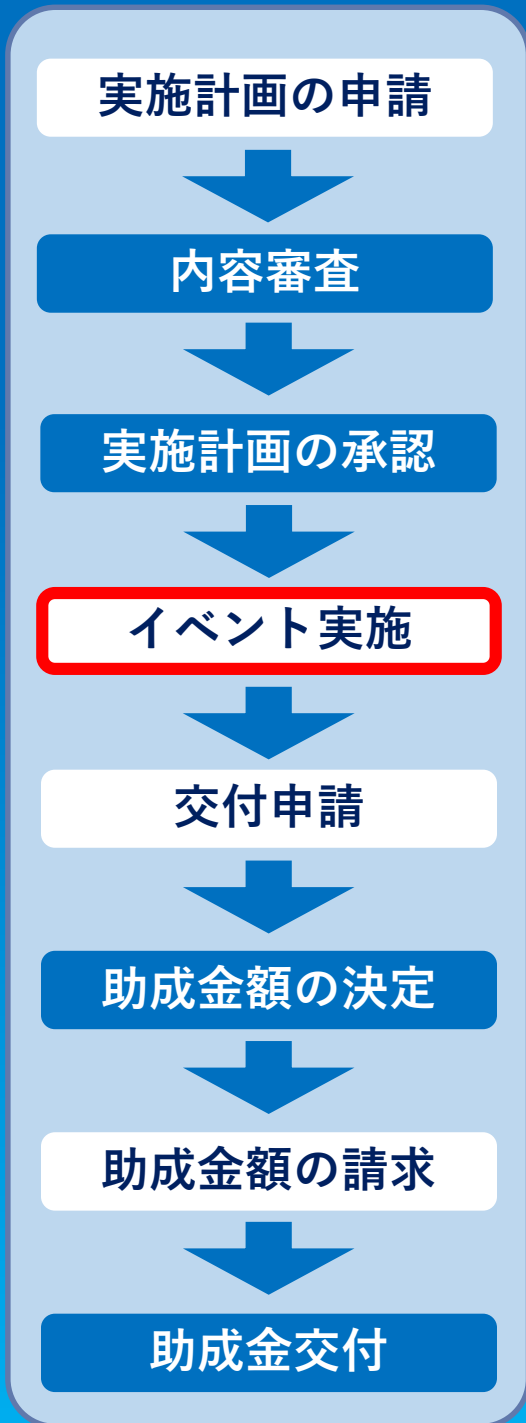 実施計画の申請
内容審査
実施計画の承認
イベント実施
交付申請
助成金額の決定
助成金額の請求
助成金交付